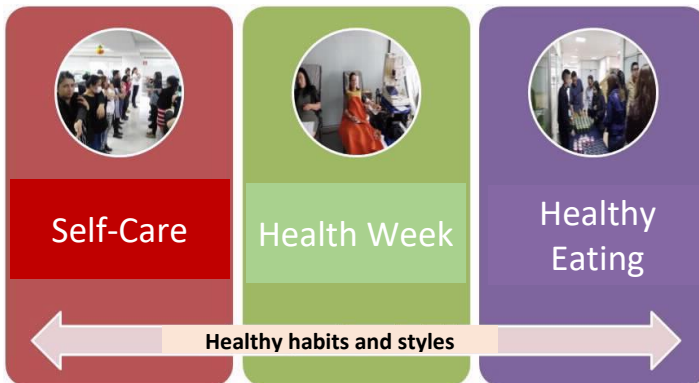 Self-Care
Health Week
Healthy
Eating
Healthy habits and styles